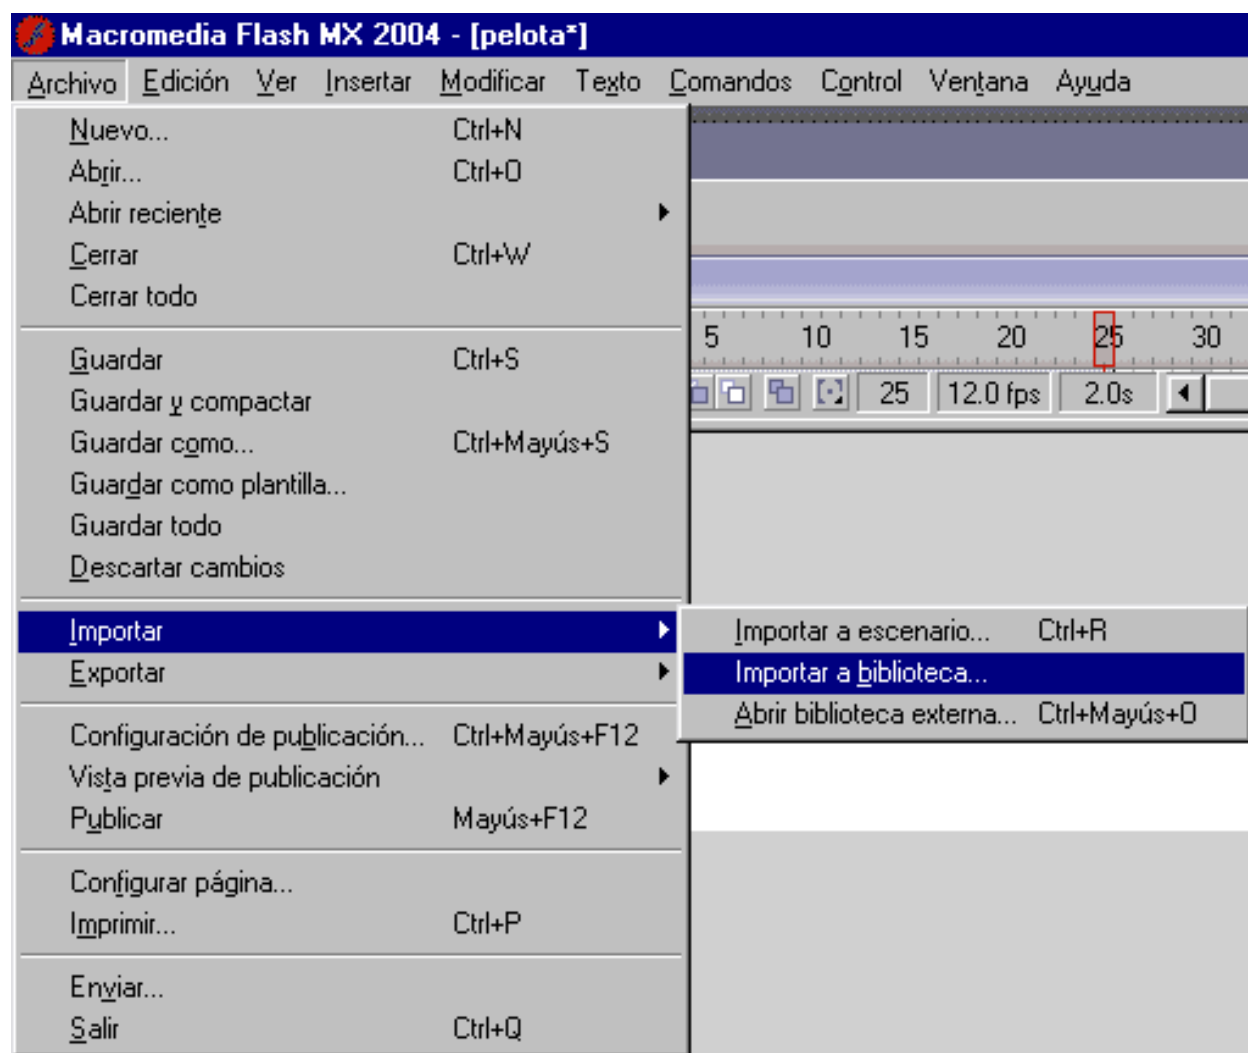 Macromedia Flash MX 2004 - [pelota*]
Archivo Edición Ver Insertar Modificar Texto Comandos Control Ventana Ayuda
Nuevo... Ctrl+N
Abrir... Ctrl+O
Abrir reciente
Cerrar Ctrl+W
Cerrar todo
5 10 15 20 25 30
Guardar Ctrl+S
25 12.0 fps 2.0s
Guardar y compactar
Guardar como... Ctrl+Mayús+S
Guardar como plantilla...
Guardar todo
Descartar cambios
Importar
Importar a escenario... Ctrl+R
Exportar
Importar a biblioteca...
Abrir biblioteca externa... Ctrl+Mayús+O
Configuración de publicación... Ctrl+Mayús+F12
Vista previa de publicación
Publicar Mayús+F12
Configurar página...
Imprimir... Ctrl+P
Enviar...
Salir Ctrl+Q